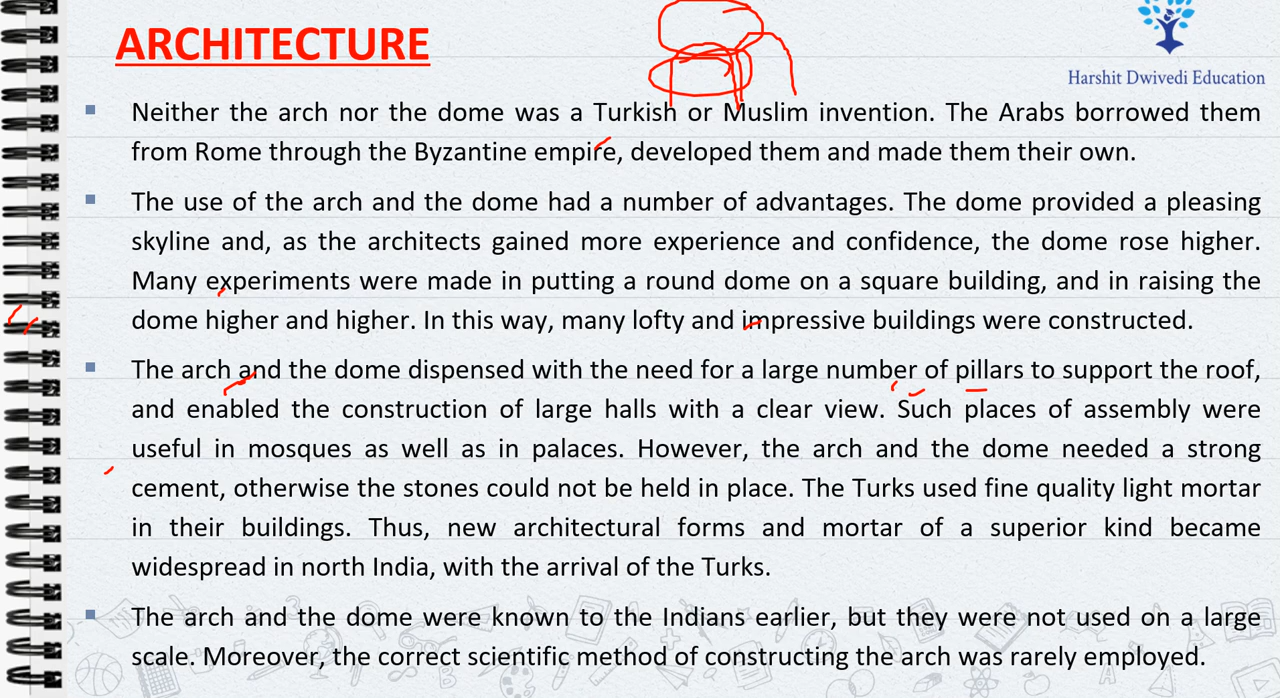 ARCHITECTURE
Harshit Dwivedi Education
Neither the arch nor the dome was a Turkish or Muslim invention. The Arabs borrowed them
from Rome through the Byzantine empire, developed them and made them their own.
The use of the arch and the dome had a number of advantages. The dome provided a pleasing
skyline and, as the architects gained more experience and confidence, the dome rose higher.
Many experiments were made in putting a round dome on a square building, and in raising the
dome higher and higher. In this way, many lofty and impressive buildings were constructed.
The arch and the dome dispensed with the need for a large number of pillars to support the roof,
and enabled the construction of large halls with a clear view. Such places of assembly were
useful in mosques as well as in palaces. However, the arch and the dome needed a strong
cement, otherwise the stones could not be held in place. The Turks used fine quality light mortar
in their buildings. Thus, new architectural forms and mortar of a superior kind became
widespread in north India, with the arrival of the Turks.
The arch and the dome were known to the Indians earlier, but they were not used on a large
scale. Moreover, the correct scientific method of constructing the arch was rarely employed.